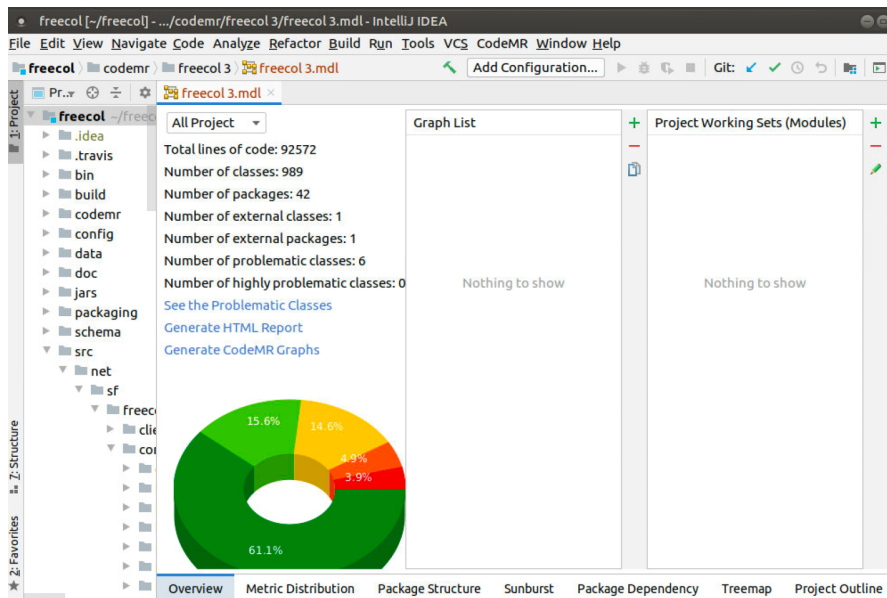 freecol [~/freecol] - .../codemr/freecol 3/freecol 3.mdl - IntelliJ IDEA
File Edit View Navigate Code Analyze Refactor Build Run Tools VCS CodeMR Window Help
freecol codemr freecol 3 freecol 3.mdl Add Configuration... Git:
1: Project
Pr..
freecol 3.mdl
freecol ~/freec
.idea
.travis
bin
build
codemr
config
data
doc
jars
packaging
schema
src
net
sf
freec
clie
co
Z: Structure
2: Favorites
All Project
Total lines of code: 92572
Number of classes: 989
Number of packages: 42
Number of external classes: 1
Number of external packages: 1
Number of problematic classes: 6
Number of highly problematic classes: 0
See the Problematic Classes
Generate HTML Report
Generate CodeMR Graphs
15.6%
14.6%
4.9%
3.9%
61.1%
Graph List
Nothing to show
Project Working Sets (Modules)
Nothing to show
Overview Metric Distribution Package Structure Sunburst Package Dependency Treemap Project Outline